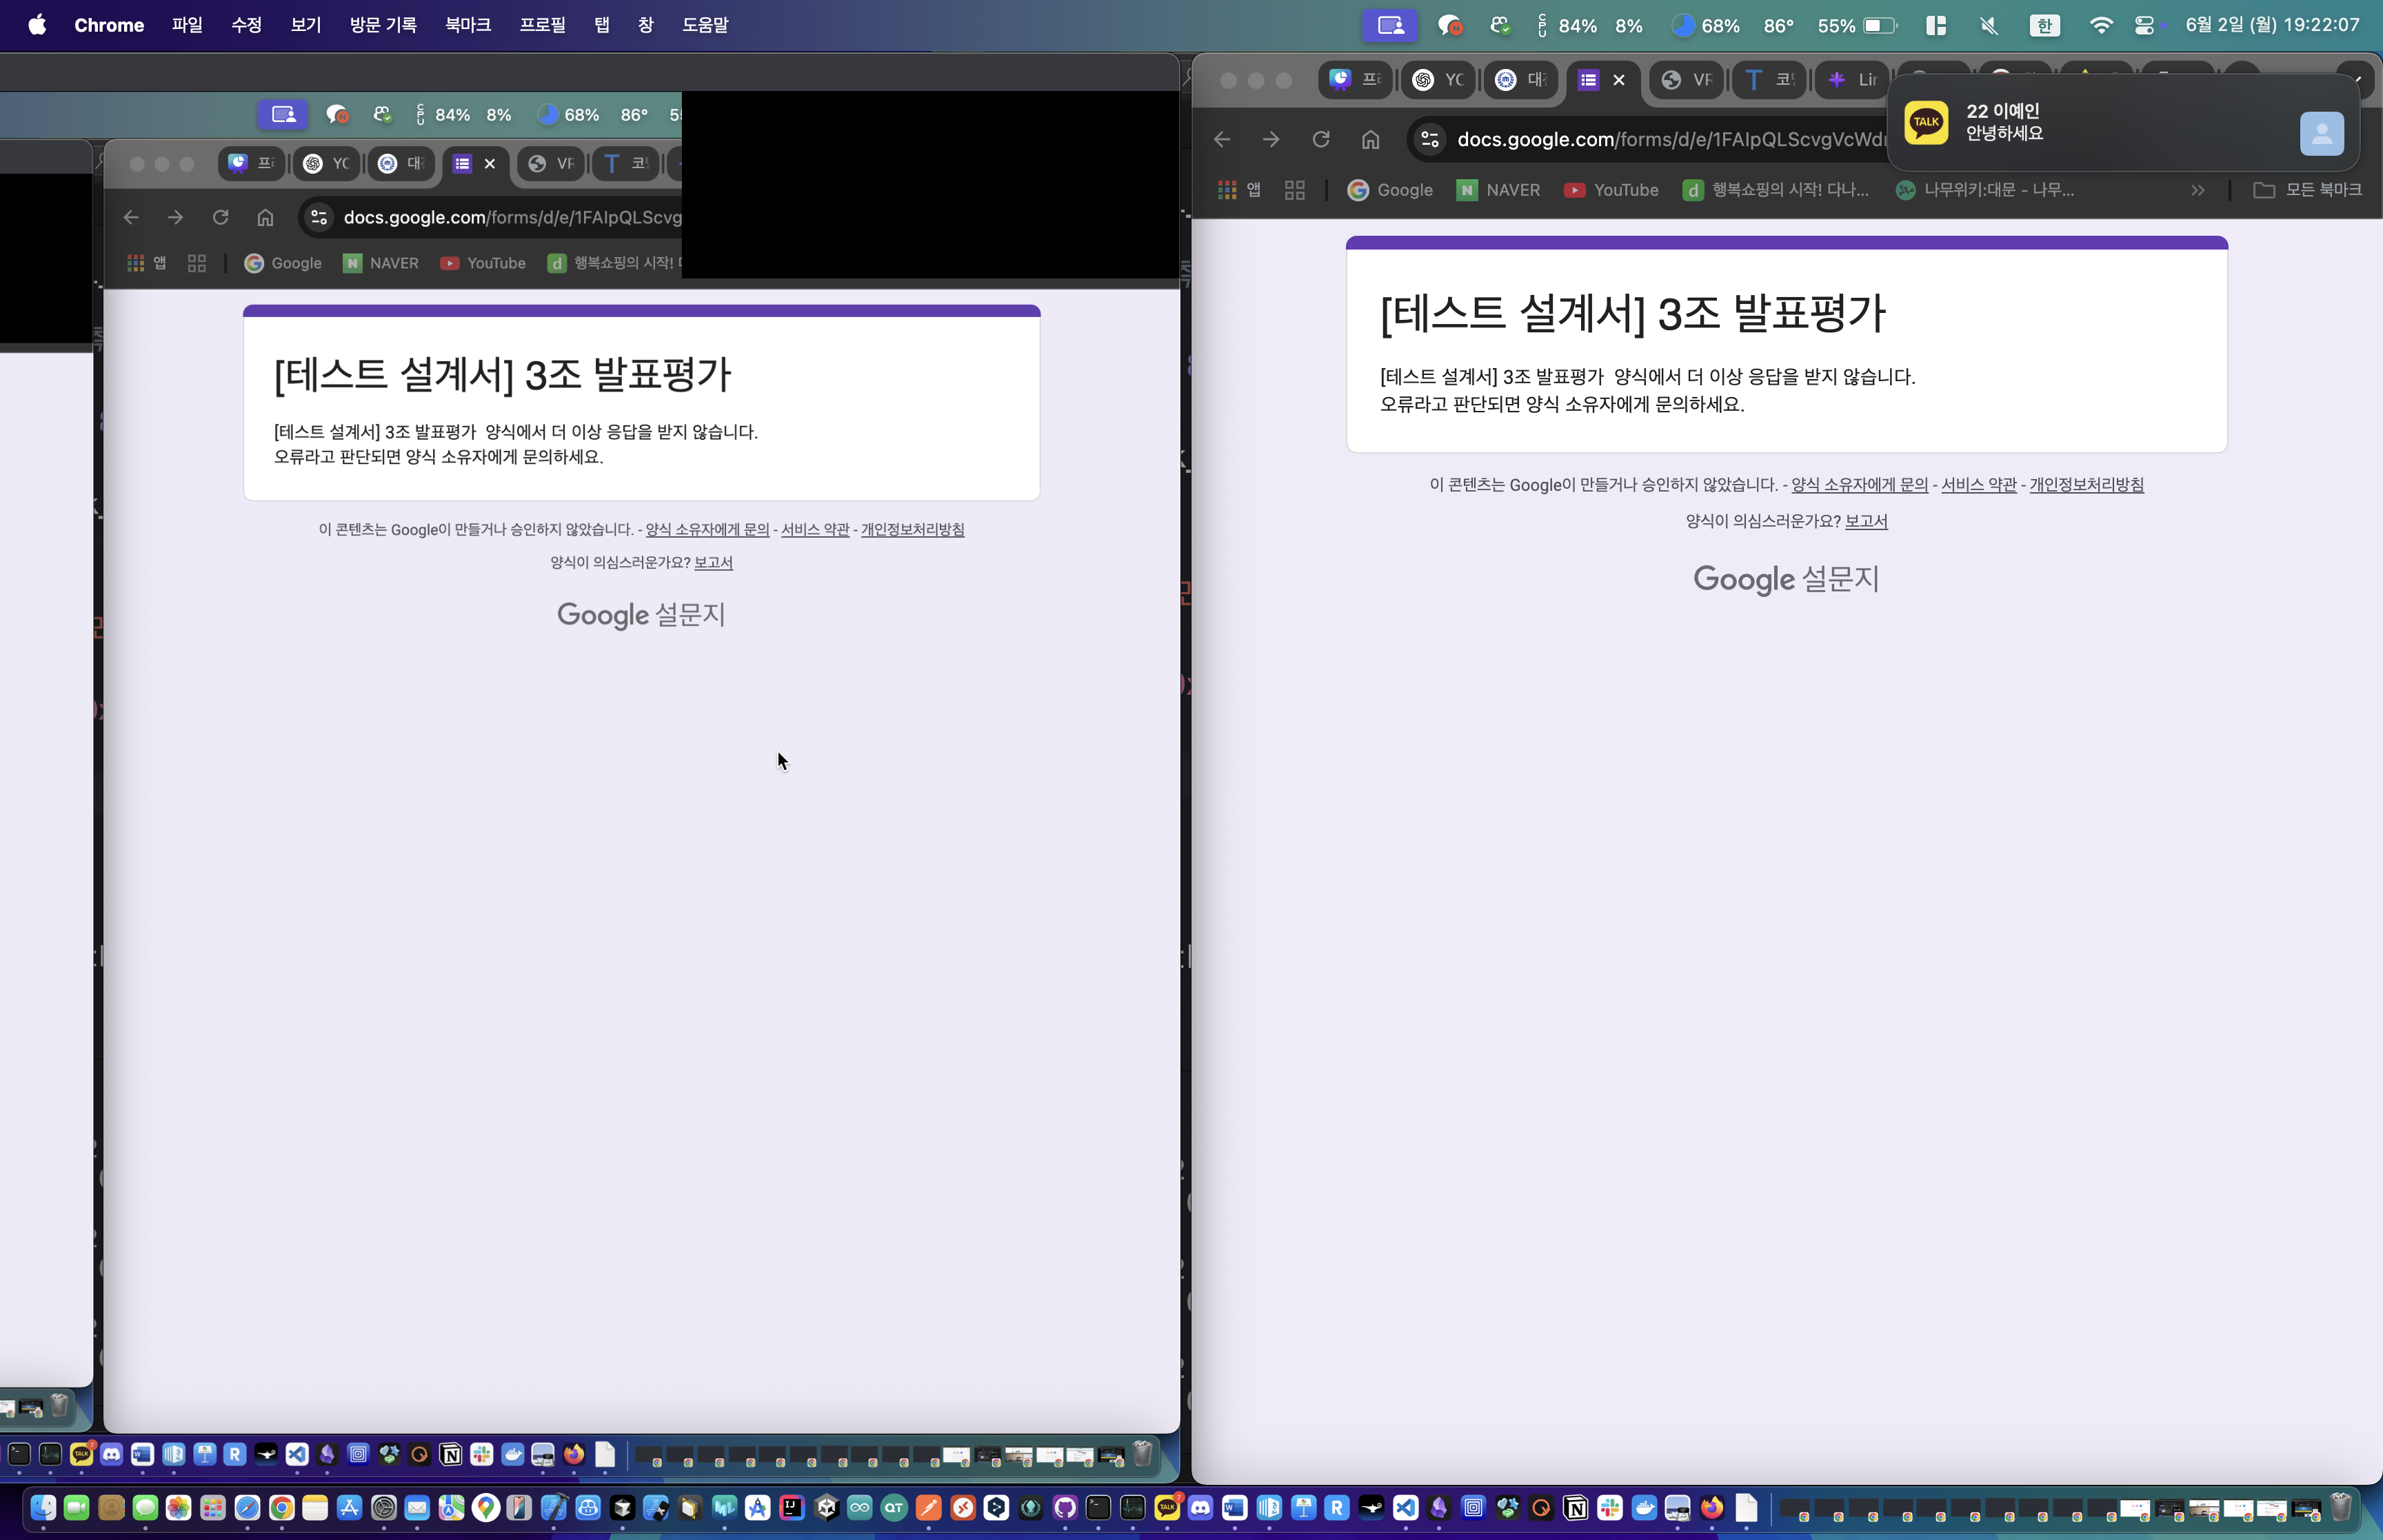 Chrome 파일 수정 보기 방문 기록 북마크 프로필 탭 창 도움말
CPU 84% 8% 68% 86° 55% 한 6월 2일 (월) 19:22:07
CPU 84% 8% 68% 86°
YC VR
docs.google.com/forms/d/e/1FAIpQLScvg
앱 Google NAVER YouTube 행복쇼핑의 시작!
[테스트 설계서] 3조 발표평가
[테스트 설계서] 3조 발표평가 양식에서 더 이상 응답을 받지 않습니다.
오류라고 판단되면 양식 소유자에게 문의하세요.
이 콘텐츠는 Google이 만들거나 승인하지 않았습니다. - 양식 소유자에게 문의 - 서비스 약관 - 개인정보처리방침
양식이 의심스러운가요? 보고서
Google 설문지
YC VR
TALK
22 이예인
안녕하세요
docs.google.com/forms/d/e/1FAIpQLScvgVcWd
앱 Google NAVER YouTube 행복쇼핑의 시작! 다나... 나무위키:대문 - 나무... 모든 북마크
[테스트 설계서] 3조 발표평가
[테스트 설계서] 3조 발표평가 양식에서 더 이상 응답을 받지 않습니다.
오류라고 판단되면 양식 소유자에게 문의하세요.
이 콘텐츠는 Google이 만들거나 승인하지 않았습니다. - 양식 소유자에게 문의 - 서비스 약관 - 개인정보처리방침
양식이 의심스러운가요? 보고서
Google 설문지